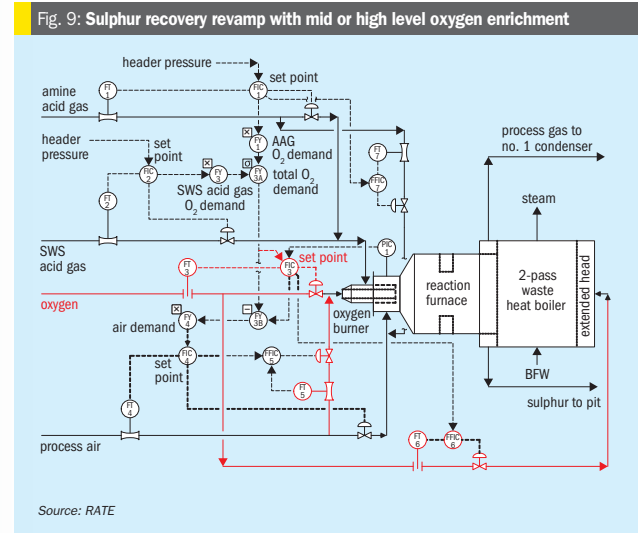 Fig. 9: Sulphur recovery revamp with mid or high level oxygen enrichment
header pressure
set point
FT
1
FIC
1
amine
acid gas
header
pressure
set
point
FY
1
AAG
O2 demand
FT
7
process gas to
no. 1 condenser
FIC
2
FY
3
FY
3A
total O2
demand
SWS acid gas
O2 demand
FFIC
7
steam
FT
2
SWS
acid gas
PIC
1
set point
FT
3
FIC
3
oxygen
reaction
furnace
2-pass
waste
heat boiler
extended head
oxygen
burner
FY
4
air demand
FY
3B
FIC
4
set
point
FFIC
5
BFW
FT
5
sulphur to pit
FT
4
process air
FT
6
FFIC
6
Source: RATE